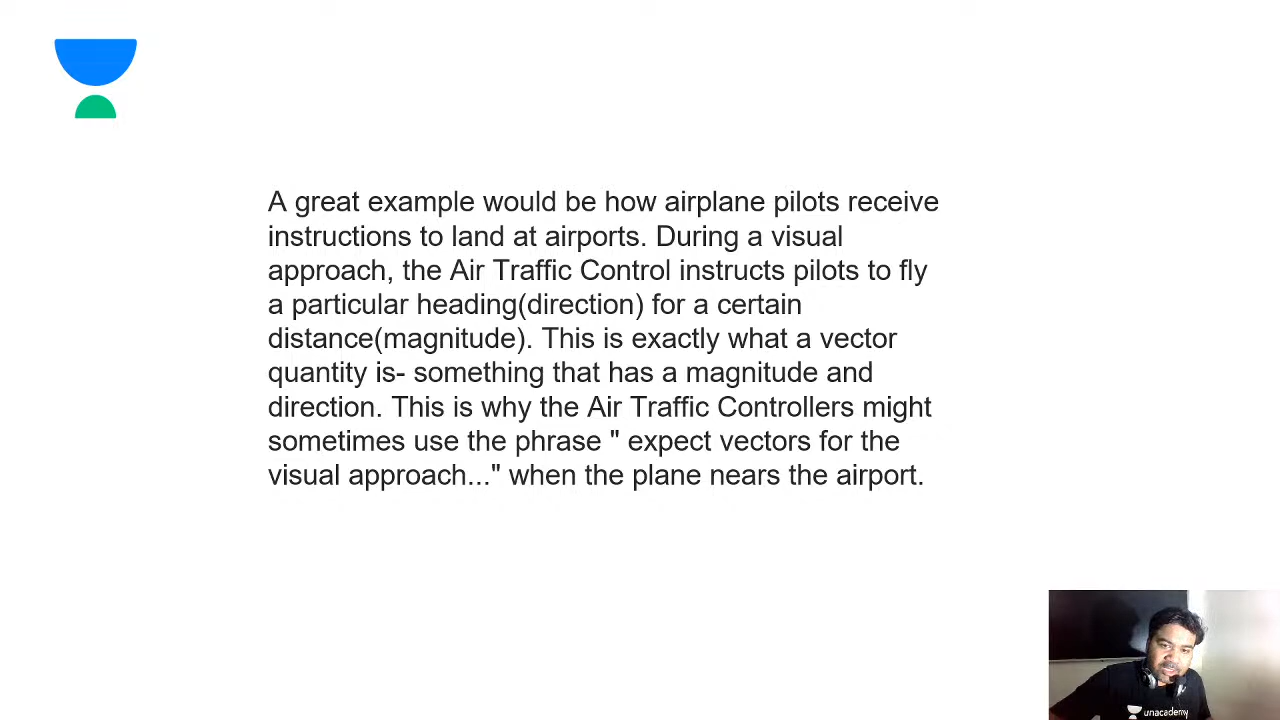 A great example would be how airplane pilots receive
instructions to land at airports. During a visual
approach, the Air Traffic Control instructs pilots to fly
a particular heading(direction) for a certain
distance(magnitude). This is exactly what a vector
quantity is- something that has a magnitude and
direction. This is why the Air Traffic Controllers might
sometimes use the phrase " expect vectors for the
visual approach..." when the plane nears the airport.
unacademy